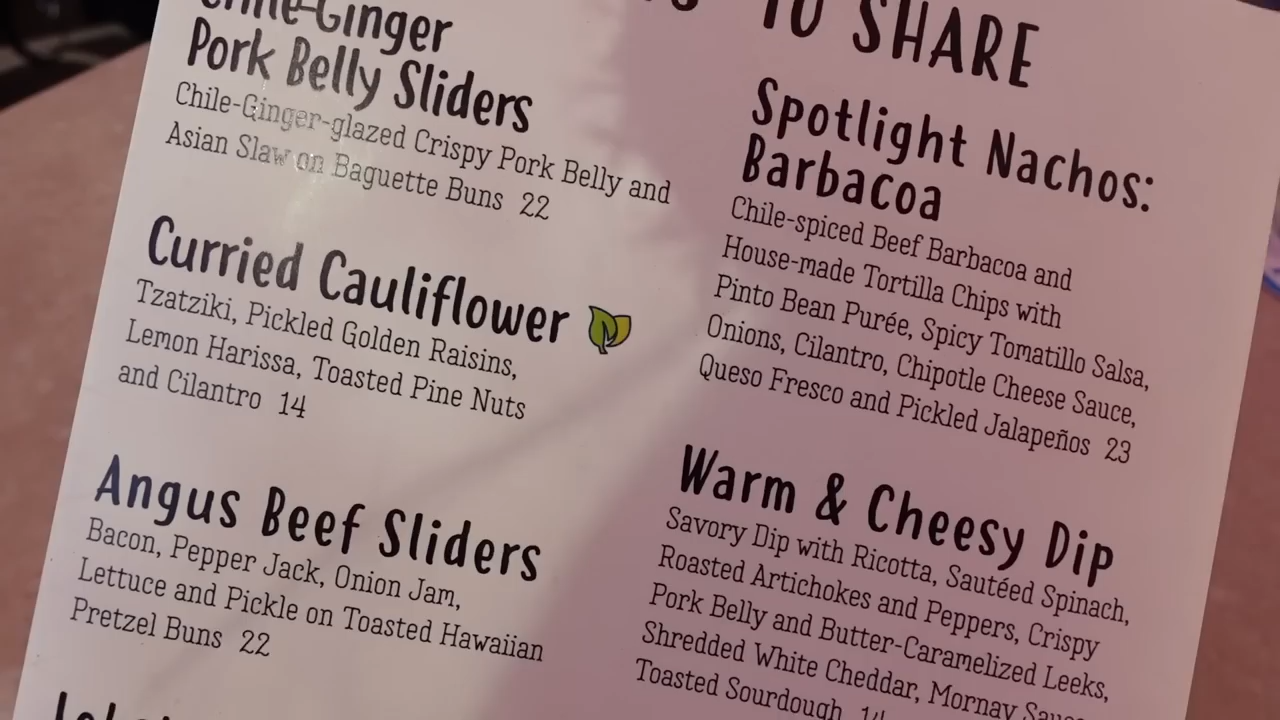 TO SHARE
Chile-Ginger
Pork Belly Sliders
Chile-Ginger-glazed Crispy Pork Belly and
Asian Slaw on Baguette Buns 22
Curried Cauliflower
Tzatziki, Pickled Golden Raisins,
Lemon Harissa, Toasted Pine Nuts
and Cilantro 14
Angus Beef Sliders
Bacon, Pepper Jack, Onion Jam,
Lettuce and Pickle on Toasted Hawaiian
Pretzel Buns 22
Spotlight Nachos:
Barbacoa
Chile-spiced Beef Barbacoa and
House-made Tortilla Chips with
Pinto Bean Purée, Spicy Tomatillo Salsa,
Onions, Cilantro, Chipotle Cheese Sauce,
Queso Fresco and Pickled Jalapeños 23
Warm & Cheesy Dip
Savory Dip with Ricotta, Sautéed Spinach,
Roasted Artichokes and Peppers, Crispy
Pork Belly and Butter-Caramelized Leeks,
Shredded White Cheddar, Mornay Sauce
Toasted Sourdough 14